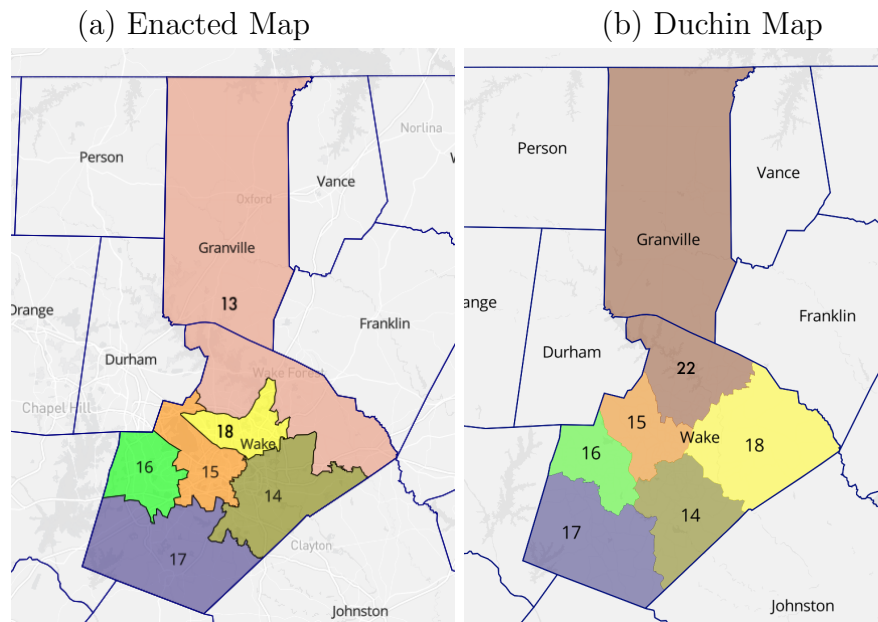 (a) Enacted Map
(b) Duchin Map
Norlina
Person
Vance
Oxford
Granville
13
Orange
Franklin
Durham
Wake Forest
Chapel Hill
18
Wake
16
15
14
17
Clayton
Johnston
Person
Vance
Granville
ange
Franklin
Durham
22
15
Wake
18
16
14
17
Johnston